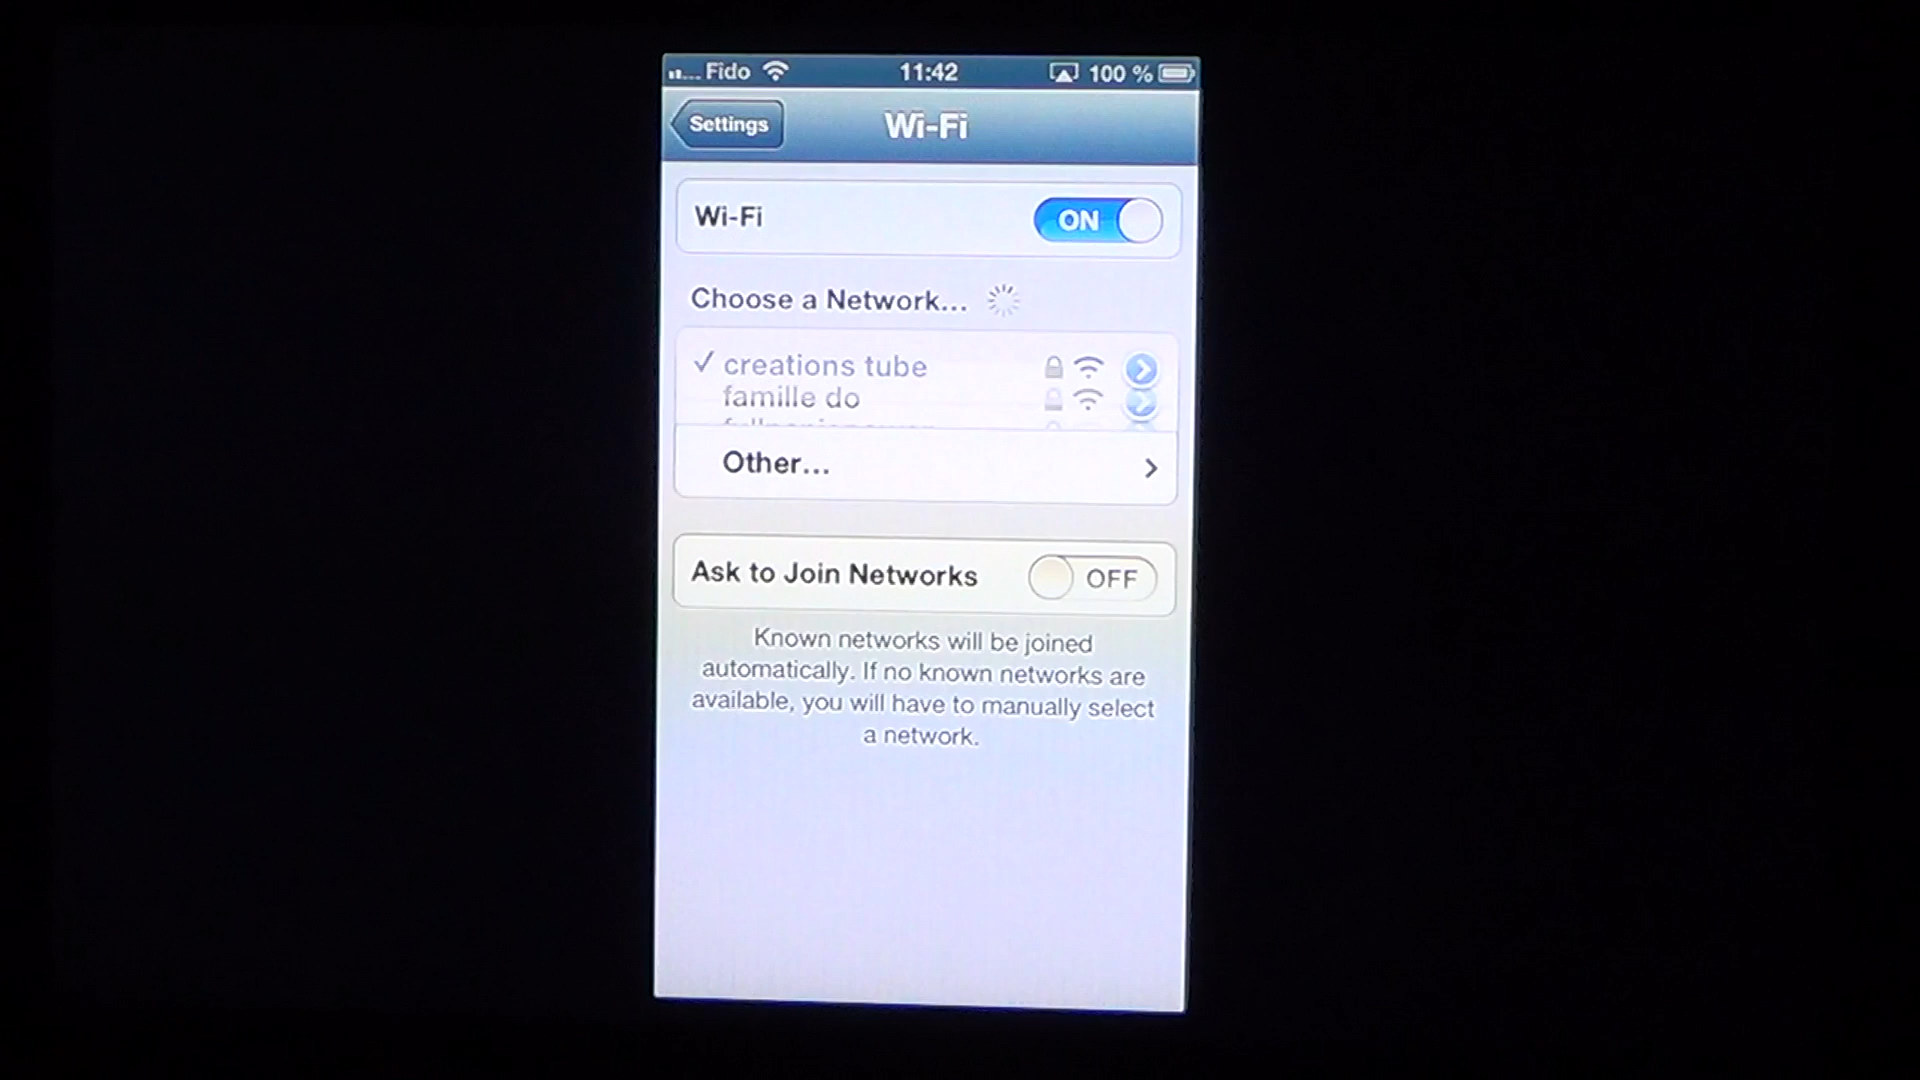 Fido 11:42 100 %
Settings Wi-Fi
Wi-Fi ON
Choose a Network...
creations tube
famille do
Other...
Ask to Join Networks OFF
Known networks will be joined
automatically. If no known networks are
available, you will have to manually select
a network.